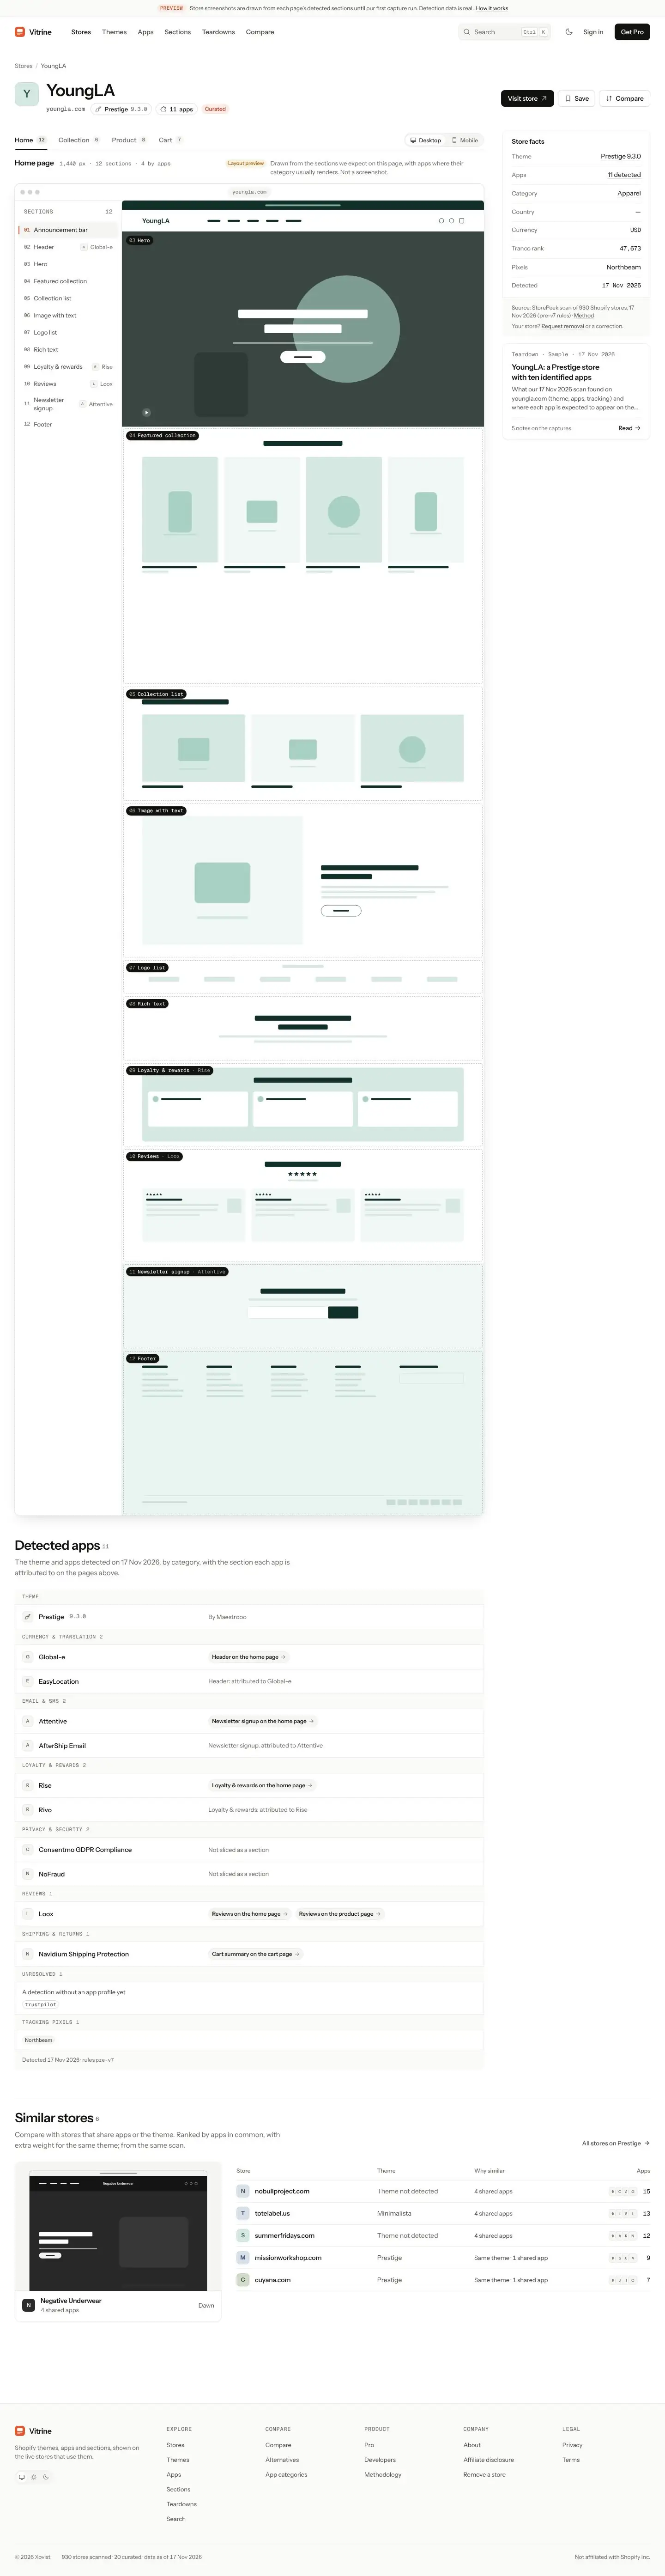 PREVIEW Store screenshots are drawn from each page's detected sections until our first capture run. Detection data is real. How it works
Vitrine Stores Themes Apps Sections Teardowns Compare Search Ctrl K Sign in Get Pro
Stores / YoungLA
Y
YoungLA
youngla.com Prestige 9.3.0 11 apps Curated
Visit store ↗ Save Compare
Home 12 Collection 6 Product 8 Cart 7
Desktop Mobile
Home page 1,440 px · 12 sections · 4 by apps
Layout preview Drawn from the sections we expect on this page, with apps where their
category usually renders. Not a screenshot.
youngla.com
SECTIONS 12
01 Announcement bar
02 Header Global-e
03 Hero
04 Featured collection
05 Collection list
06 Image with text
07 Logo list
08 Rich text
09 Loyalty & rewards Rise
10 Reviews L Loox
11 Newsletter
signup Attentive
12 Footer
YoungLA
03 Hero
04 Featured collection
05 Collection list
06 Image with text
07 Logo list
08 Rich text
09 Loyalty & rewards · Rise
10 Reviews · Loox
11 Newsletter signup · Attentive
12 Footer
Store facts
Theme Prestige 9.3.0
Apps 11 detected
Category Apparel
Country —
Currency USD
Tranco rank 47,673
Pixels Northbeam
Detected 17 Nov 2026
Source: StorePeek scan of 930 Shopify stores, 17
Nov 2026 (pre-v7 rules) · Method
Your store? Request removal or a correction.
Teardown · Sample · 17 Nov 2026
YoungLA: a Prestige store
with ten identified apps
What our 17 Nov 2026 scan found on
youngla.com (theme, apps, tracking) and
where each app is expected to appear on the…
5 notes on the captures. Read →
Detected apps 11
The theme and apps detected on 17 Nov 2026, by category, with the section each app is
attributed to on the pages above.
THEME
Prestige 9.3.0 By Maestrooo
CURRENCY & TRANSLATION 2
G Global-e Header on the home page →
E EasyLocation Header: attributed to Global-e
EMAIL & SMS 2
A Attentive Newsletter signup on the home page →
A AfterShip Email Newsletter signup: attributed to Attentive
LOYALTY & REWARDS 2
R Rise Loyalty & rewards on the home page →
R Rivo Loyalty & rewards: attributed to Rise
PRIVACY & SECURITY 2
C Consentmo GDPR Compliance Not sliced as a section
N NoFraud Not sliced as a section
REVIEWS 1
L Loox Reviews on the home page → Reviews on the product page →
SHIPPING & RETURNS 1
N Navidium Shipping Protection Cart summary on the cart page →
UNRESOLVED 1
A detection without an app profile yet
trustpilot
TRACKING PIXELS 1
Northbeam
Detected 17 Nov 2026 · rules pre-v7
Similar stores 6
Compare with stores that share apps or the theme. Ranked by apps in common, with
extra weight for the same theme; from the same scan.
All stores on Prestige →
Negative Underwear
N Negative Underwear
4 shared apps
Dawn
Store Theme Why similar Apps
N nobullproject.com Theme not detected 4 shared apps 15
T totelabel.us Minimalista 4 shared apps 13
S summerfridays.com Theme not detected 4 shared apps 12
M missionworkshop.com Prestige Same theme · 1 shared app 9
C cuyana.com Prestige Same theme · 1 shared app 7
Vitrine
Shopify themes, apps and sections, shown on
the live stores that use them.
EXPLORE
Stores
Themes
Apps
Sections
Teardowns
Search
COMPARE
Compare
Alternatives
App categories
PRODUCT
Pro
Developers
Methodology
COMPANY
About
Affiliate disclosure
Remove a store
LEGAL
Privacy
Terms
© 2026 Xovist 930 stores scanned · 20 curated · data as of 17 Nov 2026
Not affiliated with Shopify Inc.